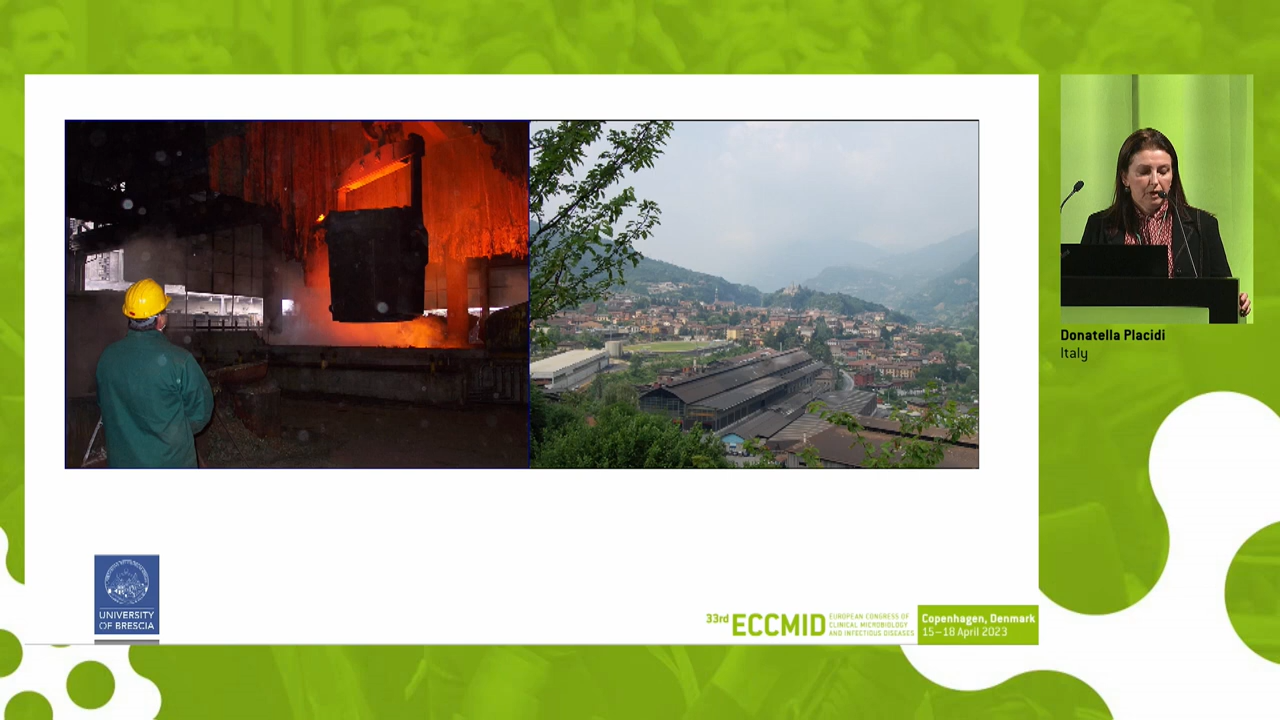 Donatella Placidi
Italy
UNIVERSITY
OF BRESCIA
33rd ECCMID
EUROPEAN CONGRESS OF
CLINICAL MICROBIOLOGY
AND INFECTIOUS DISEASES
Copenhagen, Denmark
15–18 April 2023